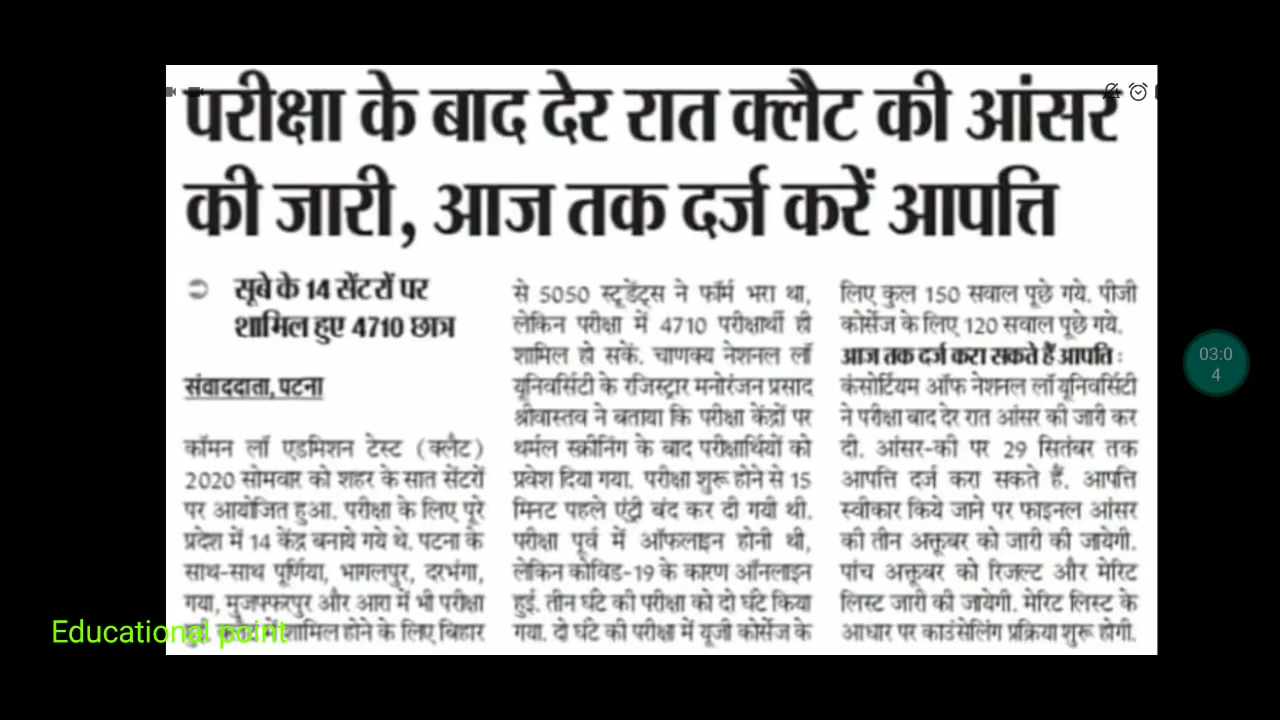 परीक्षा के बाद देर रात क्लैट की आंसर
की जारी, आज तक दर्ज करें आपत्ति
सूबे के 14 सेंटरों पर
शामिल हुए 4710 छात्र
संवाददाता, पटना
कॉमन लॉ एडमिशन टेस्ट (क्लैट)
2020 सोमवार को शहर के सात सेंटरों
पर आयोजित हुआ. परीक्षा के लिए पूरे
प्रदेश में 14 केंद्र बनाये गये थे. पटना के
साथ-साथ पूर्णिया, भागलपुर, दरभंगा,
गया, मुजफ्फरपुर और आरा में भी परीक्षा
शामिल होने के लिए बिहार
से 5050 स्टूडेंट्स ने फॉर्म भरा था,
लेकिन परीक्षा में 4710 परीक्षार्थी ही
शामिल हो सकें. चाणक्य नेशनल लॉ
यूनिवर्सिटी के रजिस्ट्रार मनोरंजन प्रसाद
श्रीवास्तव ने बताया कि परीक्षा केंद्रों पर
थर्मल स्क्रीनिंग के बाद परीक्षार्थियों को
प्रवेश दिया गया. परीक्षा शुरू होने से 15
मिनट पहले एंट्री बंद कर दी गयी थी.
परीक्षा पूर्व में ऑफलाइन होनी थी,
लेकिन कोविड-19 के कारण ऑनलाइन
हुई. तीन घंटे की परीक्षा को दो घंटे किया
गया. दो घंटे की परीक्षा में यूजी कोर्सेज के
लिए कुल 150 सवाल पूछे गये. पीजी
कोर्सेज के लिए 120 सवाल पूछे गये.
आज तक दर्ज करा सकते हैं आपति :
कंसोर्टियम ऑफ नेशनल लॉ यूनिवर्सिटी
ने परीक्षा बाद देर रात आंसर की जारी कर
दी. आंसर-की पर 29 सितंबर तक
आपत्ति दर्ज करा सकते हैं. आपत्ति
स्वीकार किये जाने पर फाइनल आंसर
की तीन अक्तूबर को जारी की जायेगी.
पांच अक्तूबर को रिजल्ट और मेरिट
लिस्ट जारी की जायेगी. मेरिट लिस्ट के
आधार पर काउंसेलिंग प्रक्रिया शुरू होगी.
Educational point
03:0
4